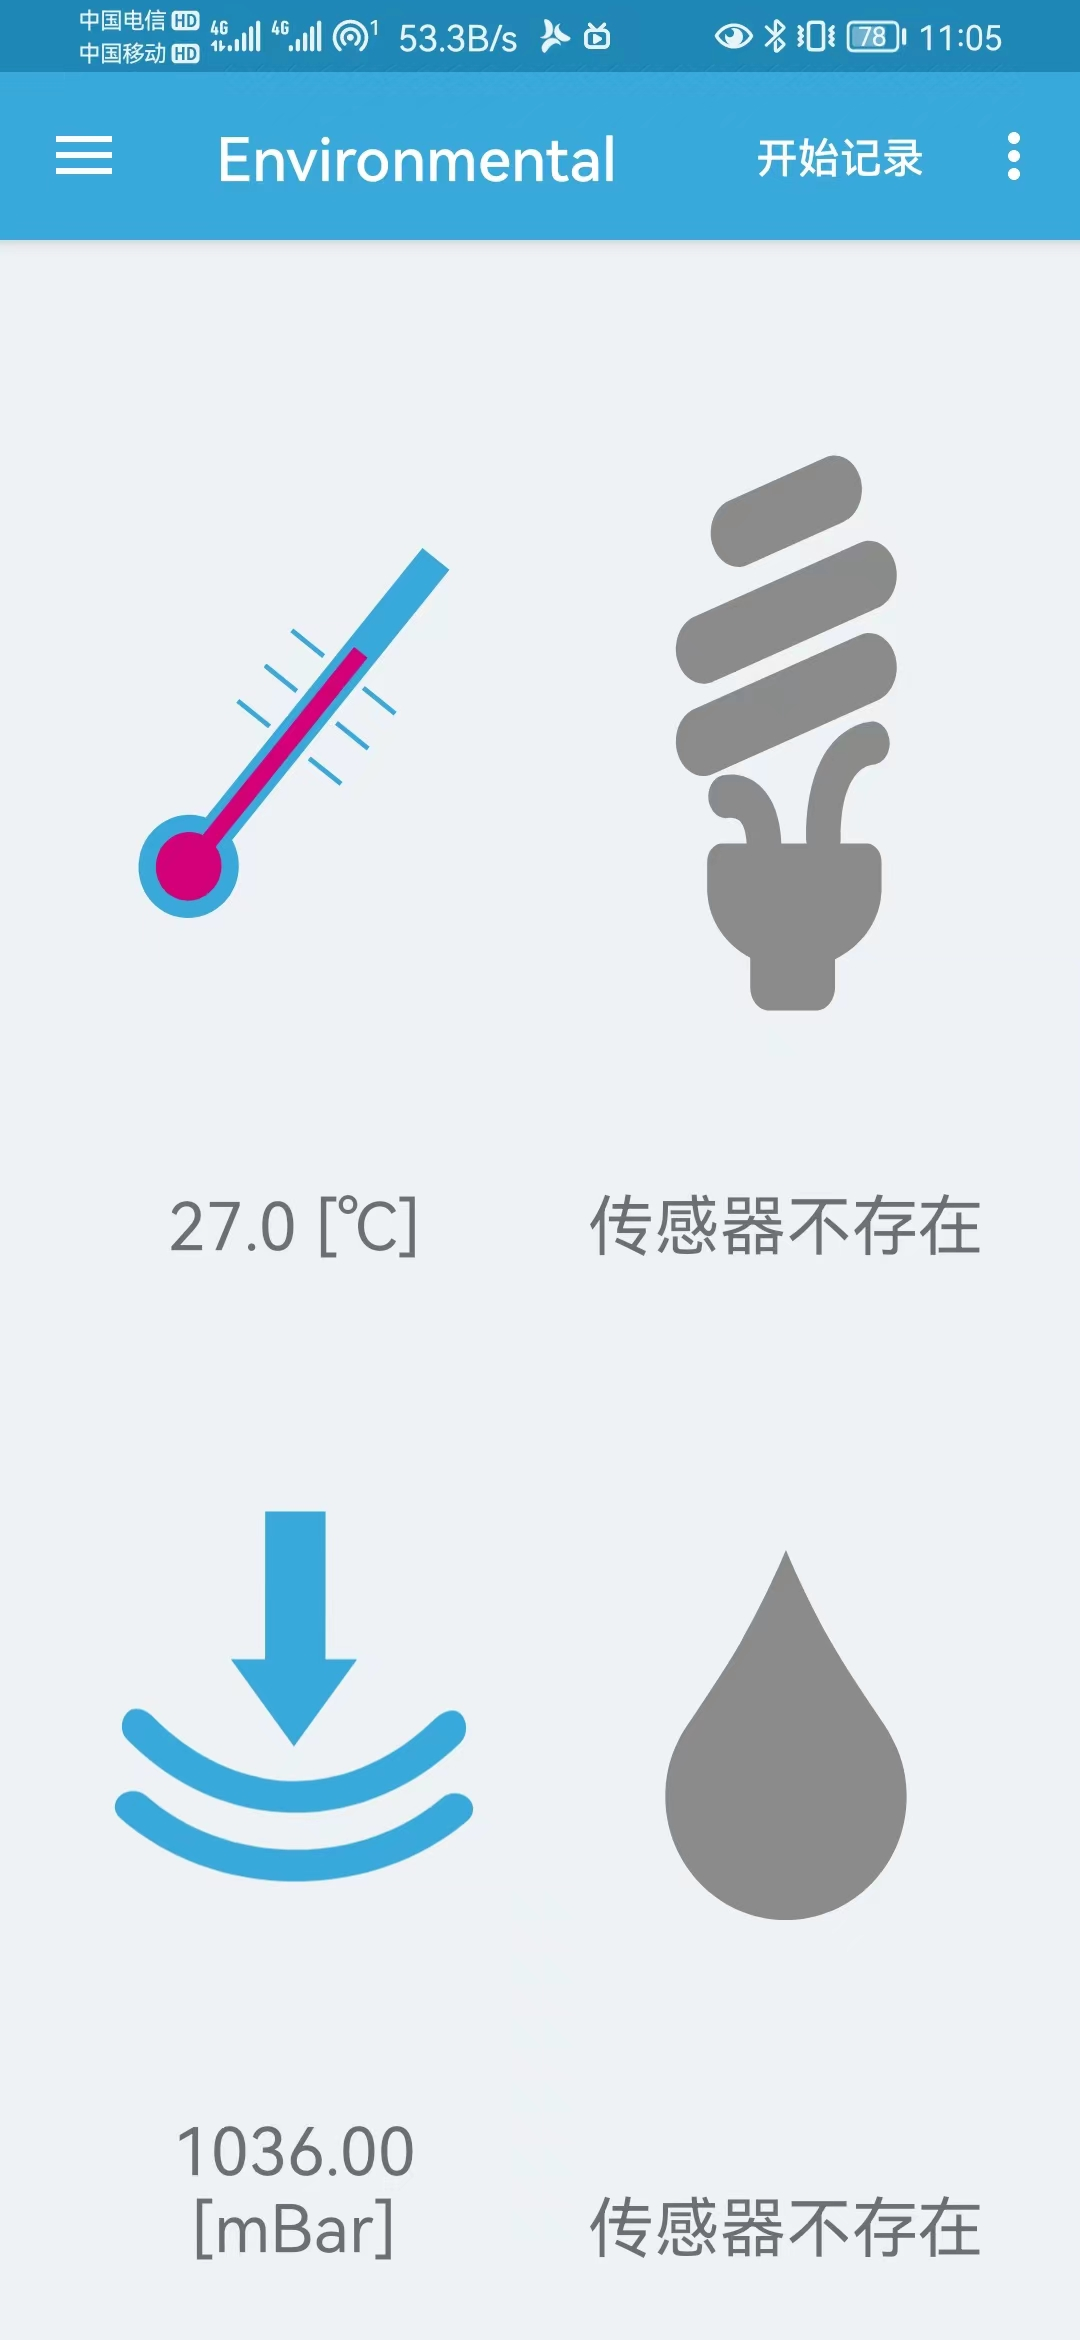 中国电信 HD
中国移动 HD
4G 4G 1 53.3B/s 78 11:05
Environmental 开始记录
27.0 [℃] 传感器不存在
1036.00
[mBar] 传感器不存在